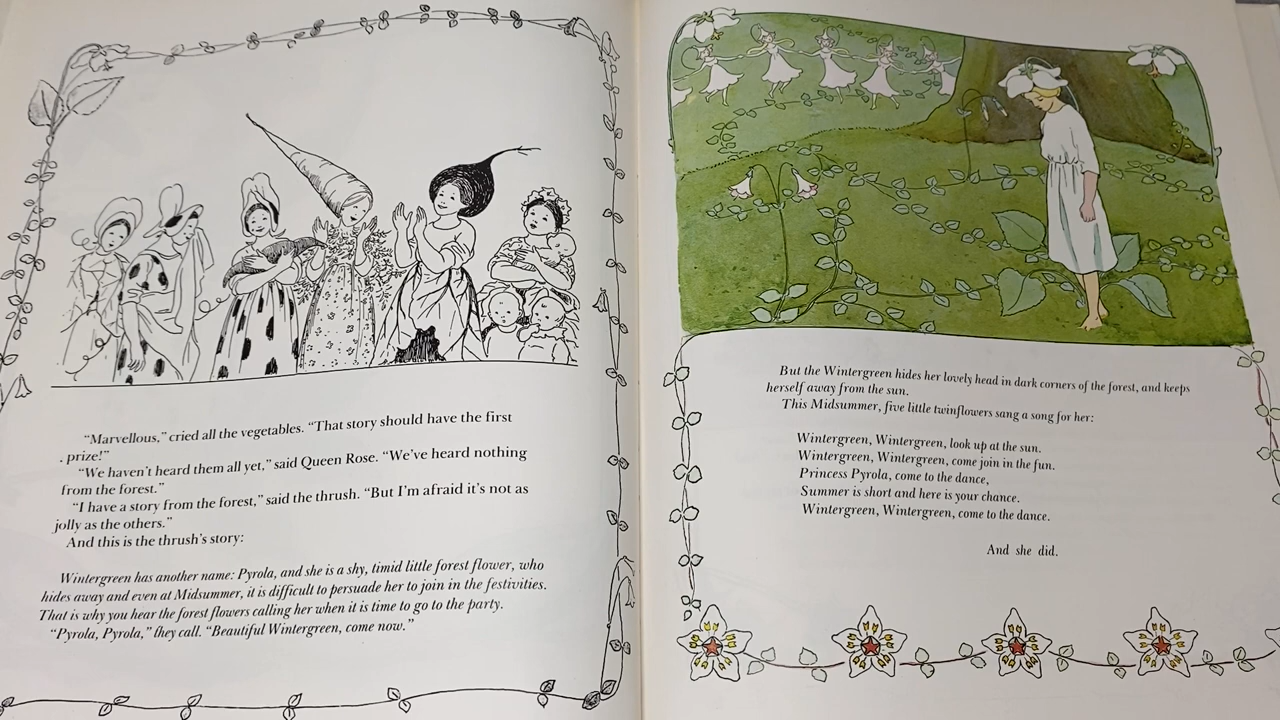 “Marvellous,” cried all the vegetables. “That story should have the first
prize!”
“We haven’t heard them all yet,” said Queen Rose. “We’ve heard nothing
from the forest.”
“I have a story from the forest,” said the thrush. “But I’m afraid it’s not as
jolly as the others.”
And this is the thrush’s story:
Wintergreen has another name: Pyrola, and she is a shy, timid little forest flower, who
hides away and even at Midsummer, it is difficult to persuade her to join in the festivities.
That is why you hear the forest flowers calling her when it is time to go to the party.
“Pyrola, Pyrola,” they call. “Beautiful Wintergreen, come now.”
But the Wintergreen hides her lovely head in dark corners of the forest, and keeps
herself away from the sun.
This Midsummer, five little twinflowers sang a song for her:
Wintergreen, Wintergreen, look up at the sun.
Wintergreen, Wintergreen, come join in the fun.
Princess Pyrola, come to the dance,
Summer is short and here is your chance.
Wintergreen, Wintergreen, come to the dance.
And she did.